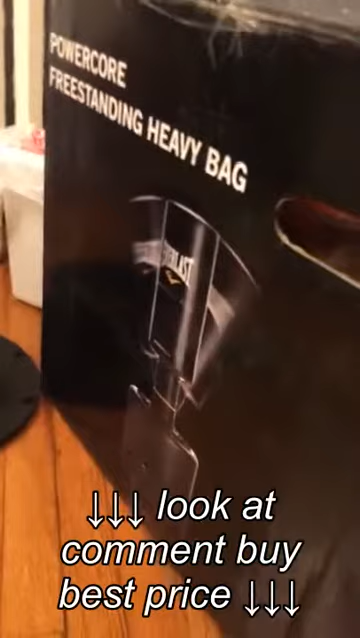 POWERCORE
FREESTANDING HEAVY BAG
EVERLAST
↓↓↓ look at
comment buy
best price ↓↓↓